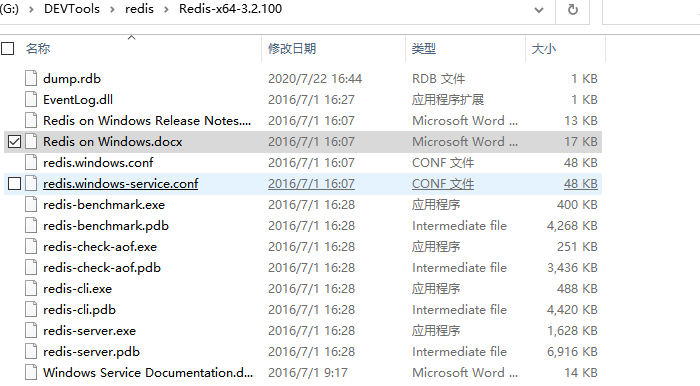 (G:) › DEVTools › redis › Redis-x64-3.2.100
名称 修改日期 类型 大小
dump.rdb 2020/7/22 16:44 RDB 文件 1 KB
EventLog.dll 2016/7/1 16:27 应用程序扩展 1 KB
Redis on Windows Release Notes.... 2016/7/1 16:07 Microsoft Word ... 13 KB
Redis on Windows.docx 2016/7/1 16:07 Microsoft Word ... 17 KB
redis.windows.conf 2016/7/1 16:07 CONF 文件 48 KB
redis.windows-service.conf 2016/7/1 16:07 CONF 文件 48 KB
redis-benchmark.exe 2016/7/1 16:28 应用程序 400 KB
redis-benchmark.pdb 2016/7/1 16:28 Intermediate file 4,268 KB
redis-check-aof.exe 2016/7/1 16:28 应用程序 251 KB
redis-check-aof.pdb 2016/7/1 16:28 Intermediate file 3,436 KB
redis-cli.exe 2016/7/1 16:28 应用程序 488 KB
redis-cli.pdb 2016/7/1 16:28 Intermediate file 4,420 KB
redis-server.exe 2016/7/1 16:28 应用程序 1,628 KB
redis-server.pdb 2016/7/1 16:28 Intermediate file 6,916 KB
Windows Service Documentation.d... 2016/7/1 9:17 Microsoft Word ... 14 KB